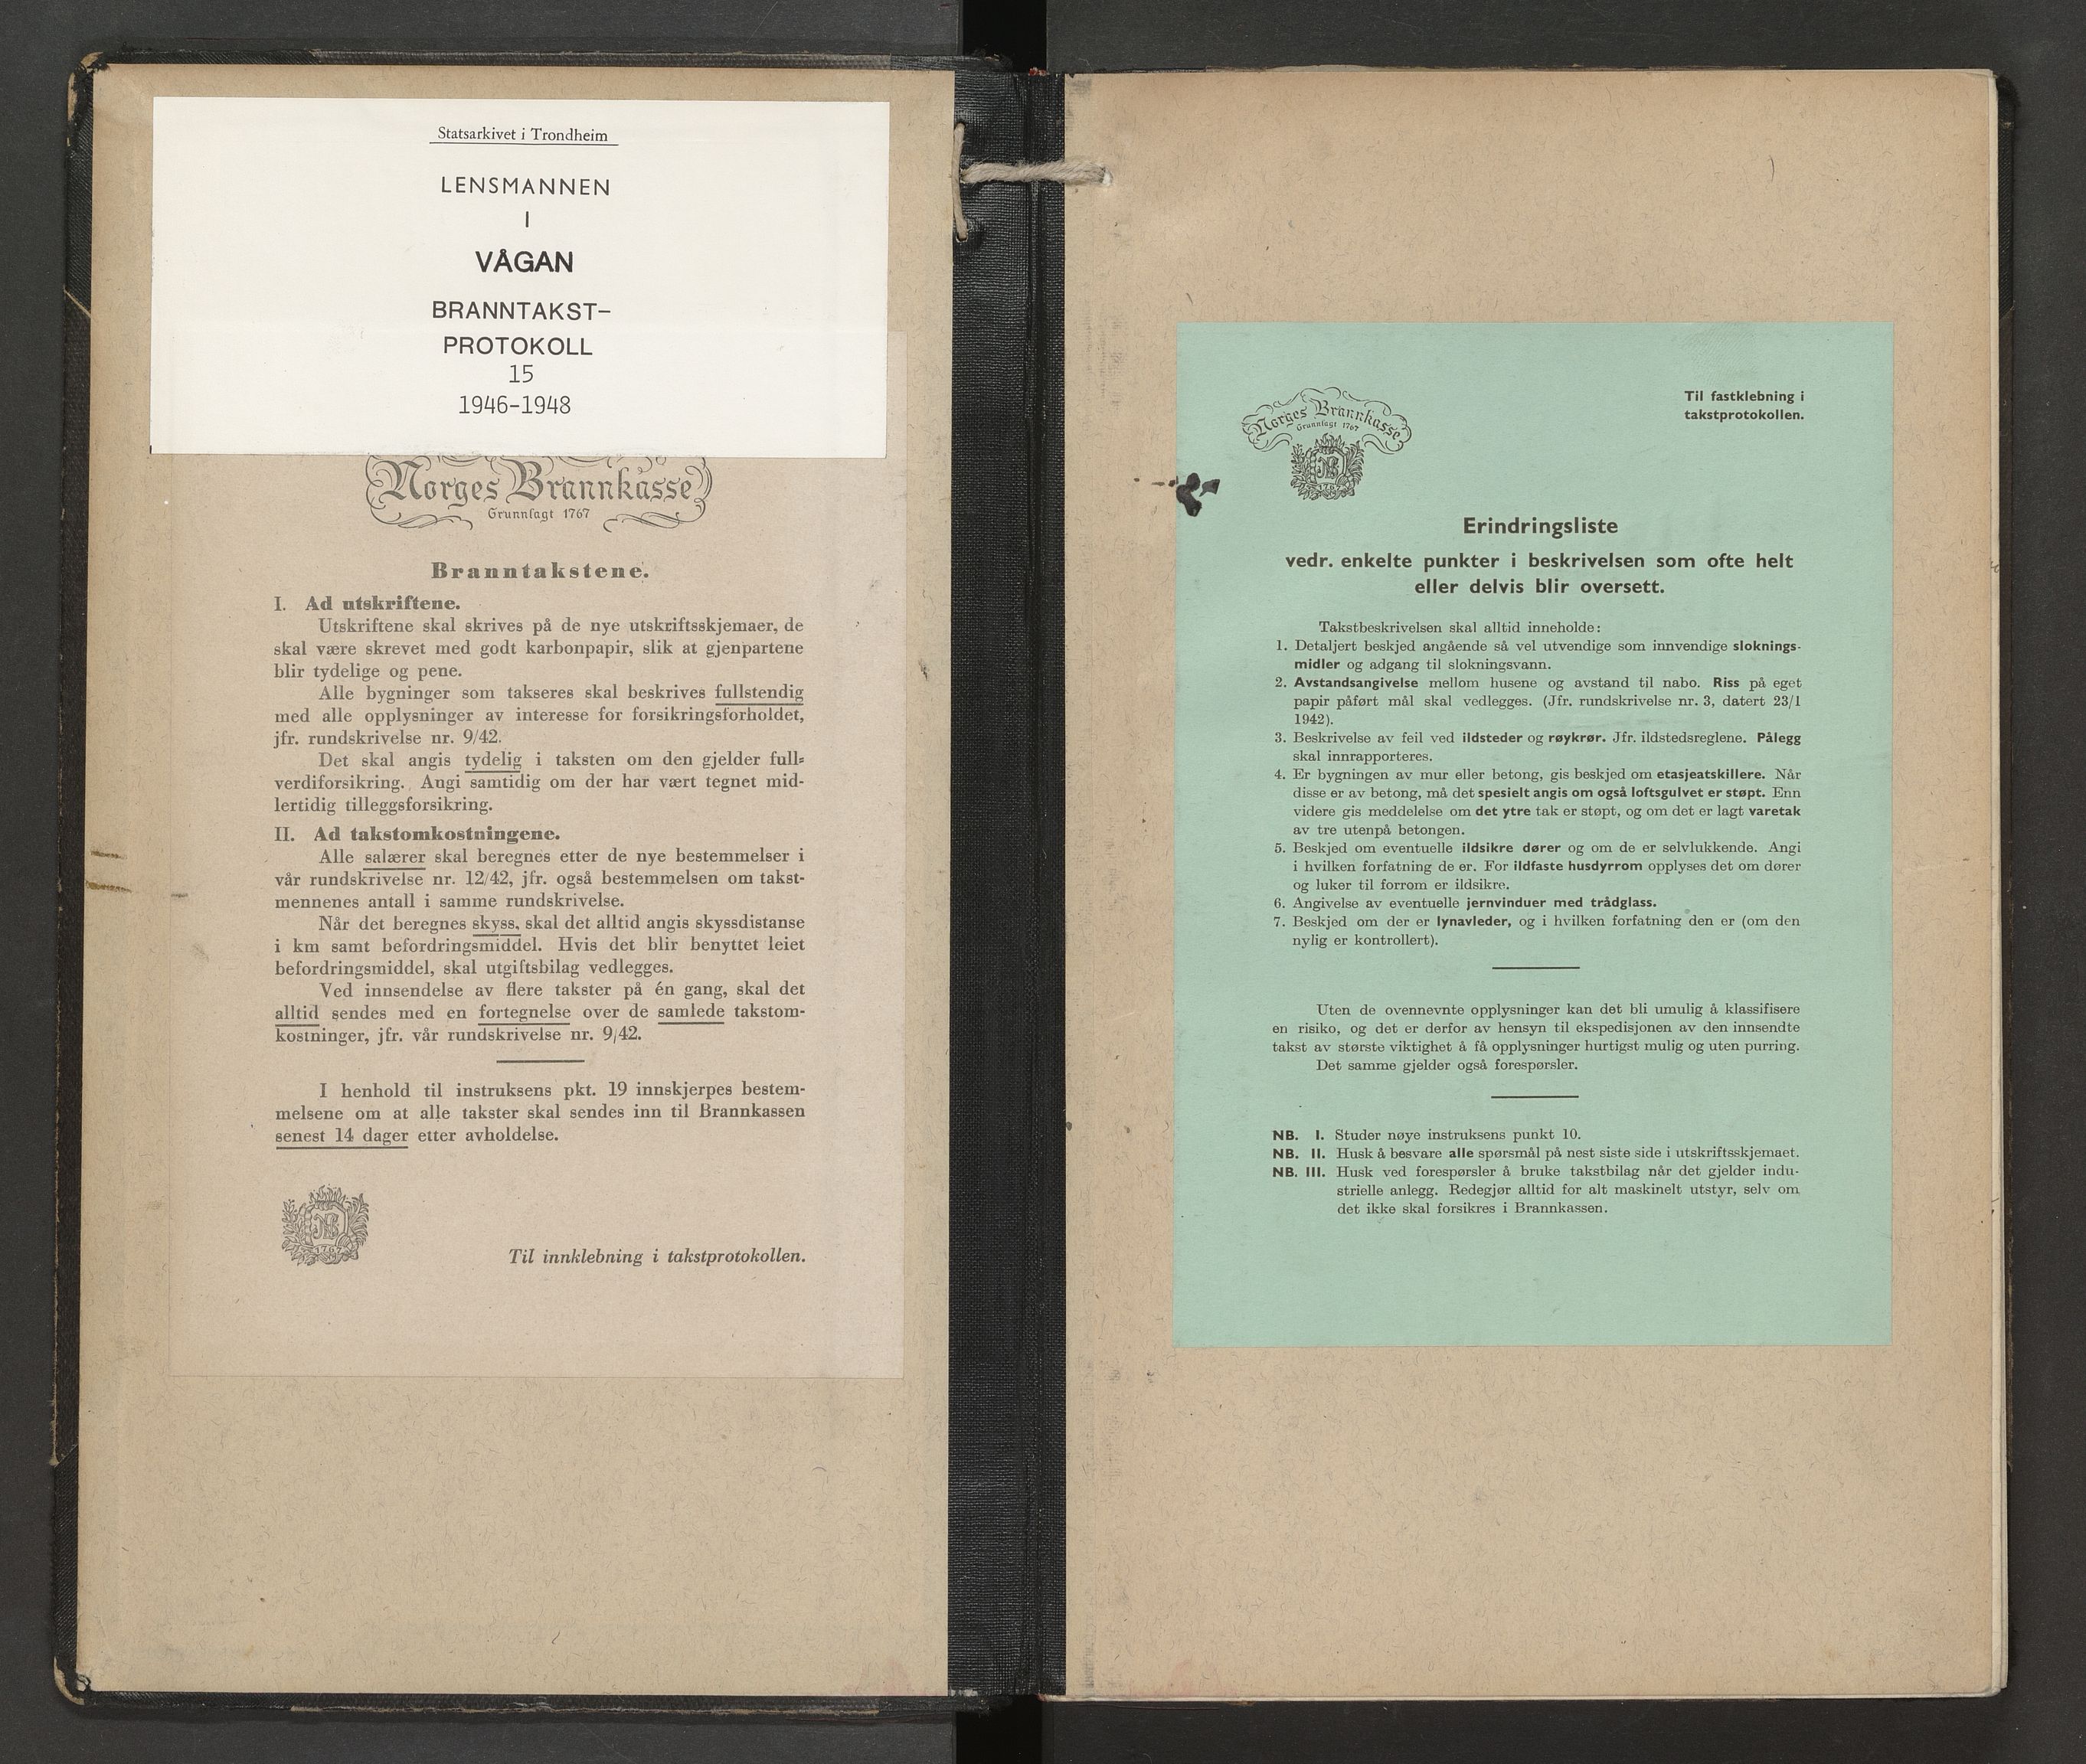 Statsarkivet i Trondheim
LENSMANNEN
I
VÅGAN
BRANNTAKST-
PROTOKOLL
15
1946-1948
Norges Brannkasse
Grunnlagt 1767
Branntakstene.
I. Ad utskriftene.
Utskriftene skal skrives på de nye utskriftsskjemaer, de
skal være skrevet med godt karbonpapir, slik at gjenpartene
blir tydelige og pene.
Alle bygninger som takseres skal beskrives fullstendig
med alle opplysninger av interesse for forsikringsforholdet,
jfr. rundskrivelse nr. 9/42.
Det skal angis tydelig i taksten om den gjelder full-
verdiforsikring. Angi samtidig om der har vært tegnet mid-
lertidig tilleggsforsikring.
II. Ad takstomkostningene.
Alle salærer skal beregnes etter de nye bestemmelser i
vår rundskrivelse nr. 12/42, jfr. også bestemmelsen om takst-
mennenes antall i samme rundskrivelse.
Når det beregnes skyss, skal det alltid angis skyssdistanse
i km samt befordringsmiddel. Hvis det blir benyttet leiet
befordringsmiddel, skal utgiftsbilag vedlegges.
Ved innsendelse av flere takster på én gang, skal det
alltid sendes med en fortegnelse over de samlede takstom-
kostninger, jfr. vår rundskrivelse nr. 9/42.
I henhold til instruksens pkt. 19 innskjerpes bestem-
melsene om at alle takster skal sendes inn til Brannkassen
senest 14 dager etter avholdelse.
NB
1767
Til innklebning i takstprotokollen.
Til fastklebning i
takstprotokollen.
Norges Brannkasse
Grunnlagt 1767
NB
1767
Erindringsliste
vedr. enkelte punkter i beskrivelsen som ofte helt
eller delvis blir oversett.
Takstbeskrivelsen skal alltid inneholde:
1. Detaljert beskjed angående så vel utvendige som innvendige sloknings-
midler og adgang til slokningsvann.
2. Avstandsangivelse mellom husene og avstand til nabo. Riss på eget
papir påført mål skal vedlegges. (Jfr. rundskrivelse nr. 3, datert 23/1
1942).
3. Beskrivelse av feil ved ildsteder og røykrør. Jfr. ildstedsreglene. Pålegg
skal innrapporteres.
4. Er bygningen av mur eller betong, gis beskjed om etasjeatskillere. Når
disse er av betong, må det spesielt angis om også loftsgulvet er støpt. Enn
videre gis meddelelse om det ytre tak er støpt, og om det er lagt varetak
av tre utenpå betongen.
5. Beskjed om eventuelle ildsikre dører og om de er selvlukkende. Angi
i hvilken forfatning de er. For ildfaste husdyrrom opplyses det om dører
og luker til forrom er ildsikre.
6. Angivelse av eventuelle jernvinduer med trådglass.
7. Beskjed om der er lynavleder, og i hvilken forfatning den er (om den
nylig er kontrollert).
Uten de ovennevnte opplysninger kan det bli umulig å klassifisere
en risiko, og det er derfor av hensyn til ekspedisjonen av den innsendte
takst av største viktighet å få opplysninger hurtigst mulig og uten purring.
Det samme gjelder også forespørsler.
NB. I. Studer nøye instruksens punkt 10.
NB. II. Husk å besvare alle spørsmål på nest siste side i utskriftsskjemaet.
NB. III. Husk ved forespørsler å bruke takstbilag når det gjelder indu-
strielle anlegg. Redegjør alltid for alt maskinelt utstyr, selv om
det ikke skal forsikres i Brannkassen.